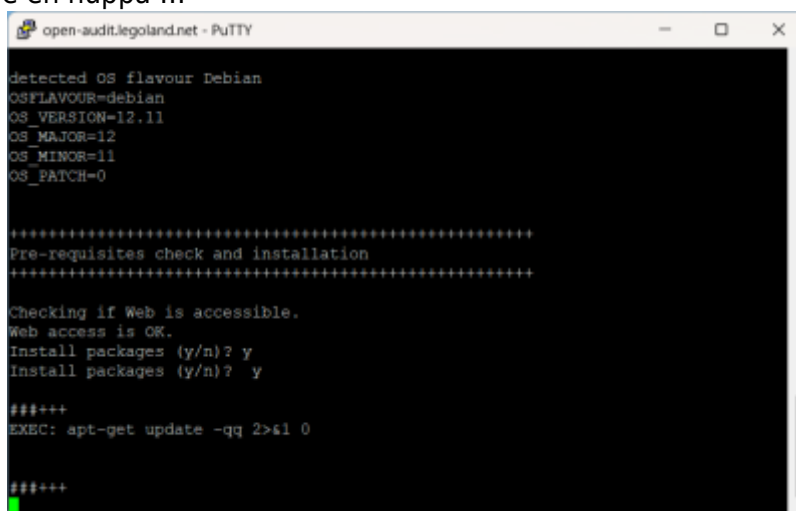 open-audit.legoland.net - PuTTY
detected OS flavour Debian
OSFLAVOUR=debian
OS_VERSION=12.11
OS_MAJOR=12
OS_MINOR=11
OS_PATCH=0
++++++++++++++++++++++++++++++++++++++++++++++++++++++
Pre-requisites check and installation
++++++++++++++++++++++++++++++++++++++++++++++++++++++
Checking if Web is accessible.
Web access is OK.
Install packages (y/n)? y
Install packages (y/n)?  y
###+++
EXEC: apt-get update -qq 2>&1 0
###+++